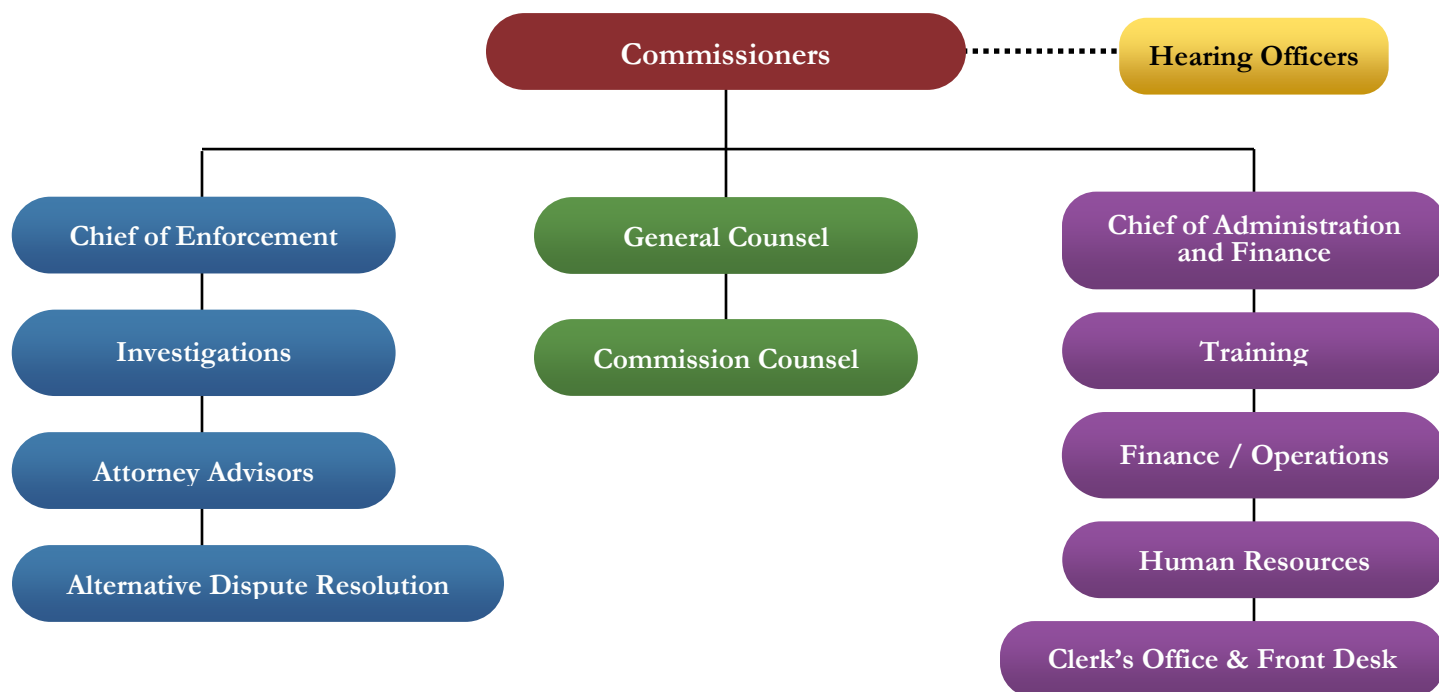 Commissioners
Hearing Officers
Chief of Enforcement
General Counsel
Chief of Administration
and Finance
Investigations
Commission Counsel
Training
Attorney Advisors
Finance / Operations
Alternative Dispute Resolution
Human Resources
Clerk’s Office & Front Desk